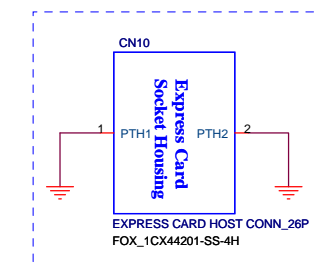 CN10
1 PTH1 PTH2 2
Express Card
Socket Housing
EXPRESS CARD HOST CONN_26P
FOX_1CX44201-SS-4H